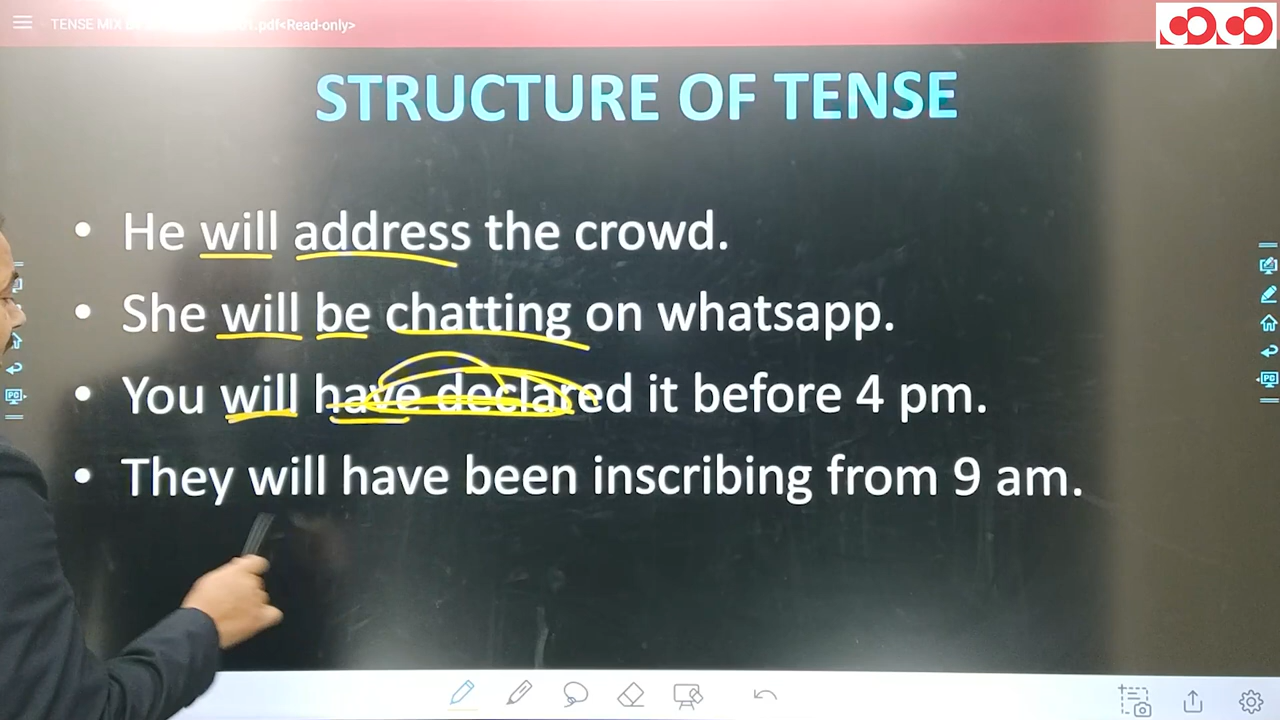 TENSE MIX
.pdf<Read-only>
STRUCTURE OF TENSE
• He will address the crowd.
• She will be chatting on whatsapp.
• You will have declared it before 4 pm.
• They will have been inscribing from 9 am.